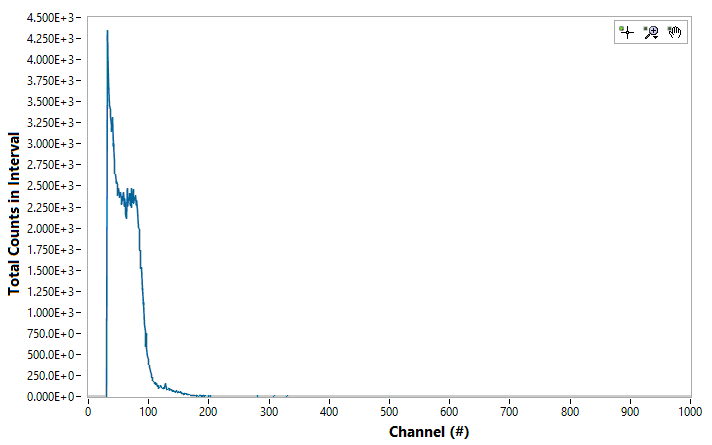 Total Counts in Interval
4.500E+3
4.250E+3
4.000E+3
3.750E+3
3.500E+3
3.250E+3
3.000E+3
2.750E+3
2.500E+3
2.250E+3
2.000E+3
1.750E+3
1.500E+3
1.250E+3
1.000E+3
750.0E+0
500.0E+0
250.0E+0
0.000E+0
0 100 200 300 400 500 600 700 800 900 1000
Channel (#)